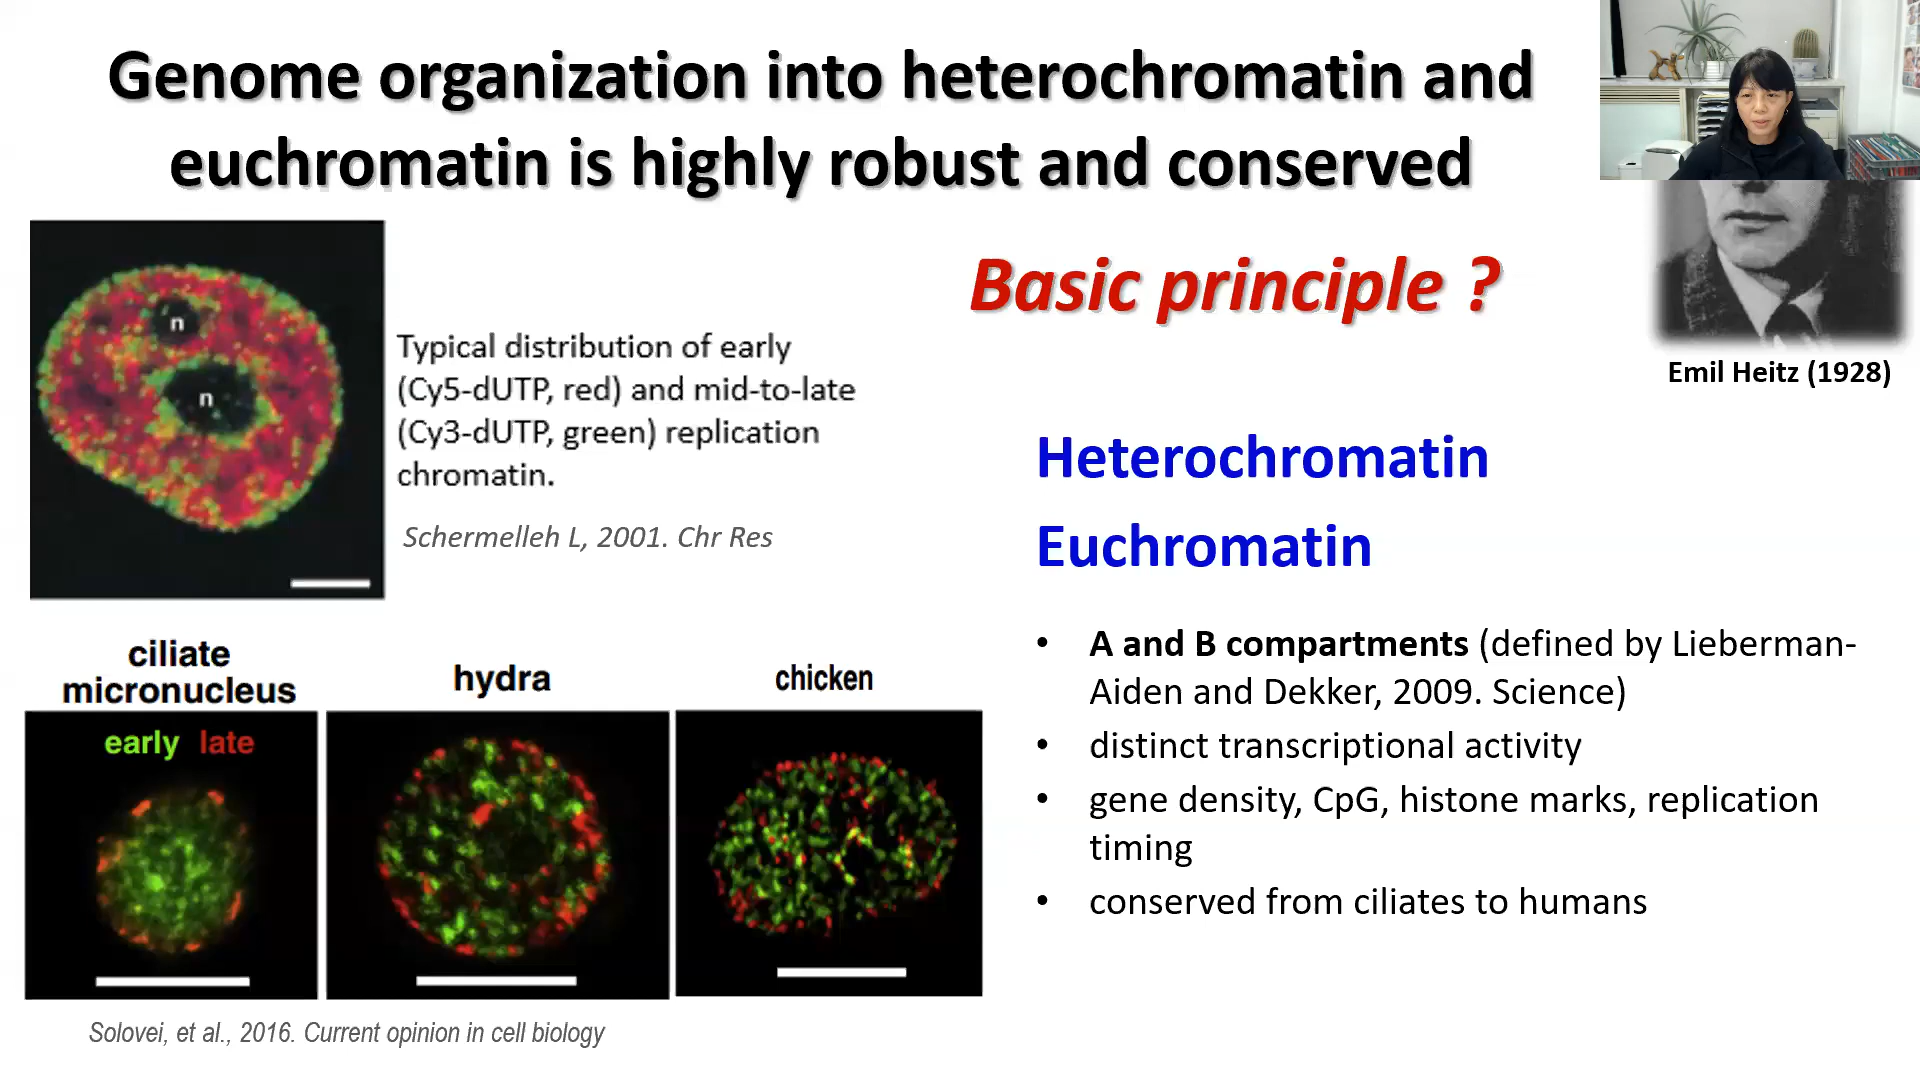 Genome organization into heterochromatin and
euchromatin is highly robust and conserved
n
n
Typical distribution of early
(Cy5-dUTP, red) and mid-to-late
(Cy3-dUTP, green) replication
chromatin.
Schermelleh L, 2001. Chr Res
ciliate
micronucleus
early late
hydra
chicken
Solovei, et al., 2016. Current opinion in cell biology
Basic principle ?
Emil Heitz (1928)
Heterochromatin
Euchromatin
• A and B compartments (defined by Lieberman-
Aiden and Dekker, 2009. Science)
• distinct transcriptional activity
• gene density, CpG, histone marks, replication
timing
• conserved from ciliates to humans